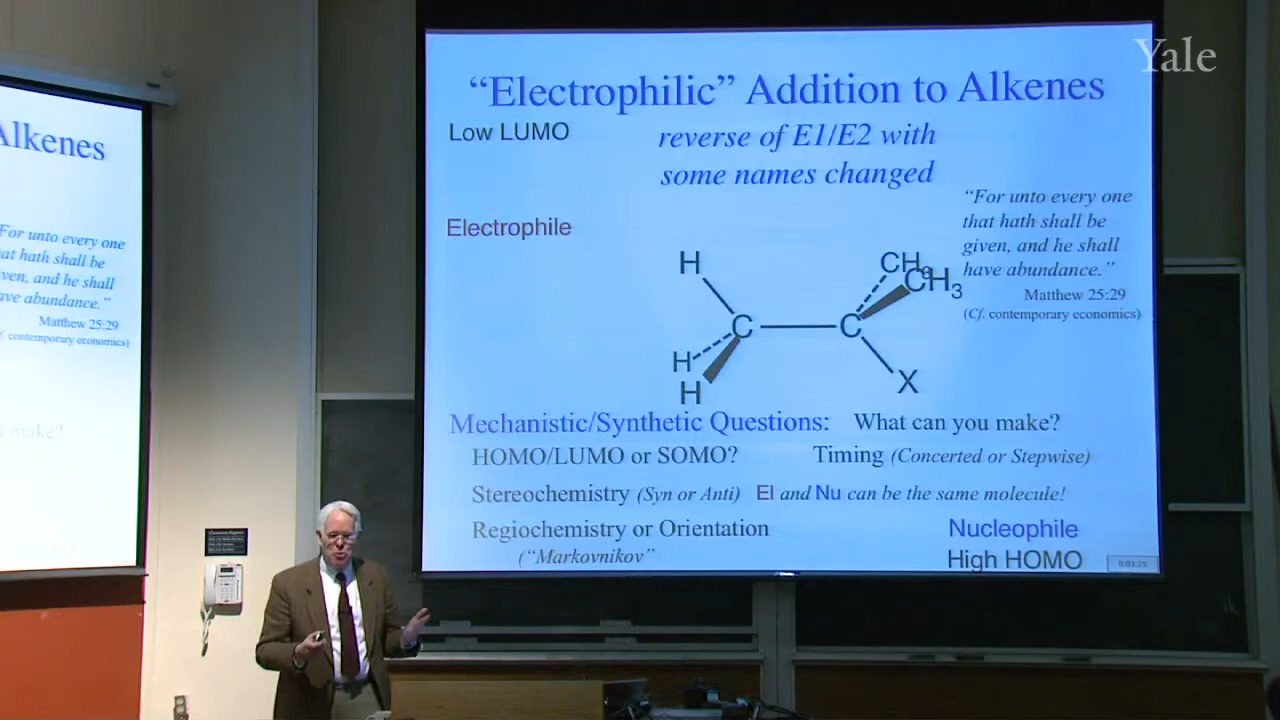 Yale
Alkenes
"For unto every one
that hath shall be
given, and he shall
have abundance."
Matthew 25:29
contemporary economics)
make?
"Electrophilic" Addition to Alkenes
Low LUMO
reverse of E1/E2 with
some names changed
"For unto every one
that hath shall be
given, and he shall
have abundance."
Matthew 25:29
(Cf. contemporary economics)
Electrophile
H
CH3
CH3
C
C
H
H
X
Mechanistic/Synthetic Questions: What can you make?
HOMO/LUMO or SOMO? Timing (Concerted or Stepwise)
Stereochemistry (Syn or Anti) El and Nu can be the same molecule!
Regiochemistry or Orientation Nucleophile
("Markovnikov" High HOMO